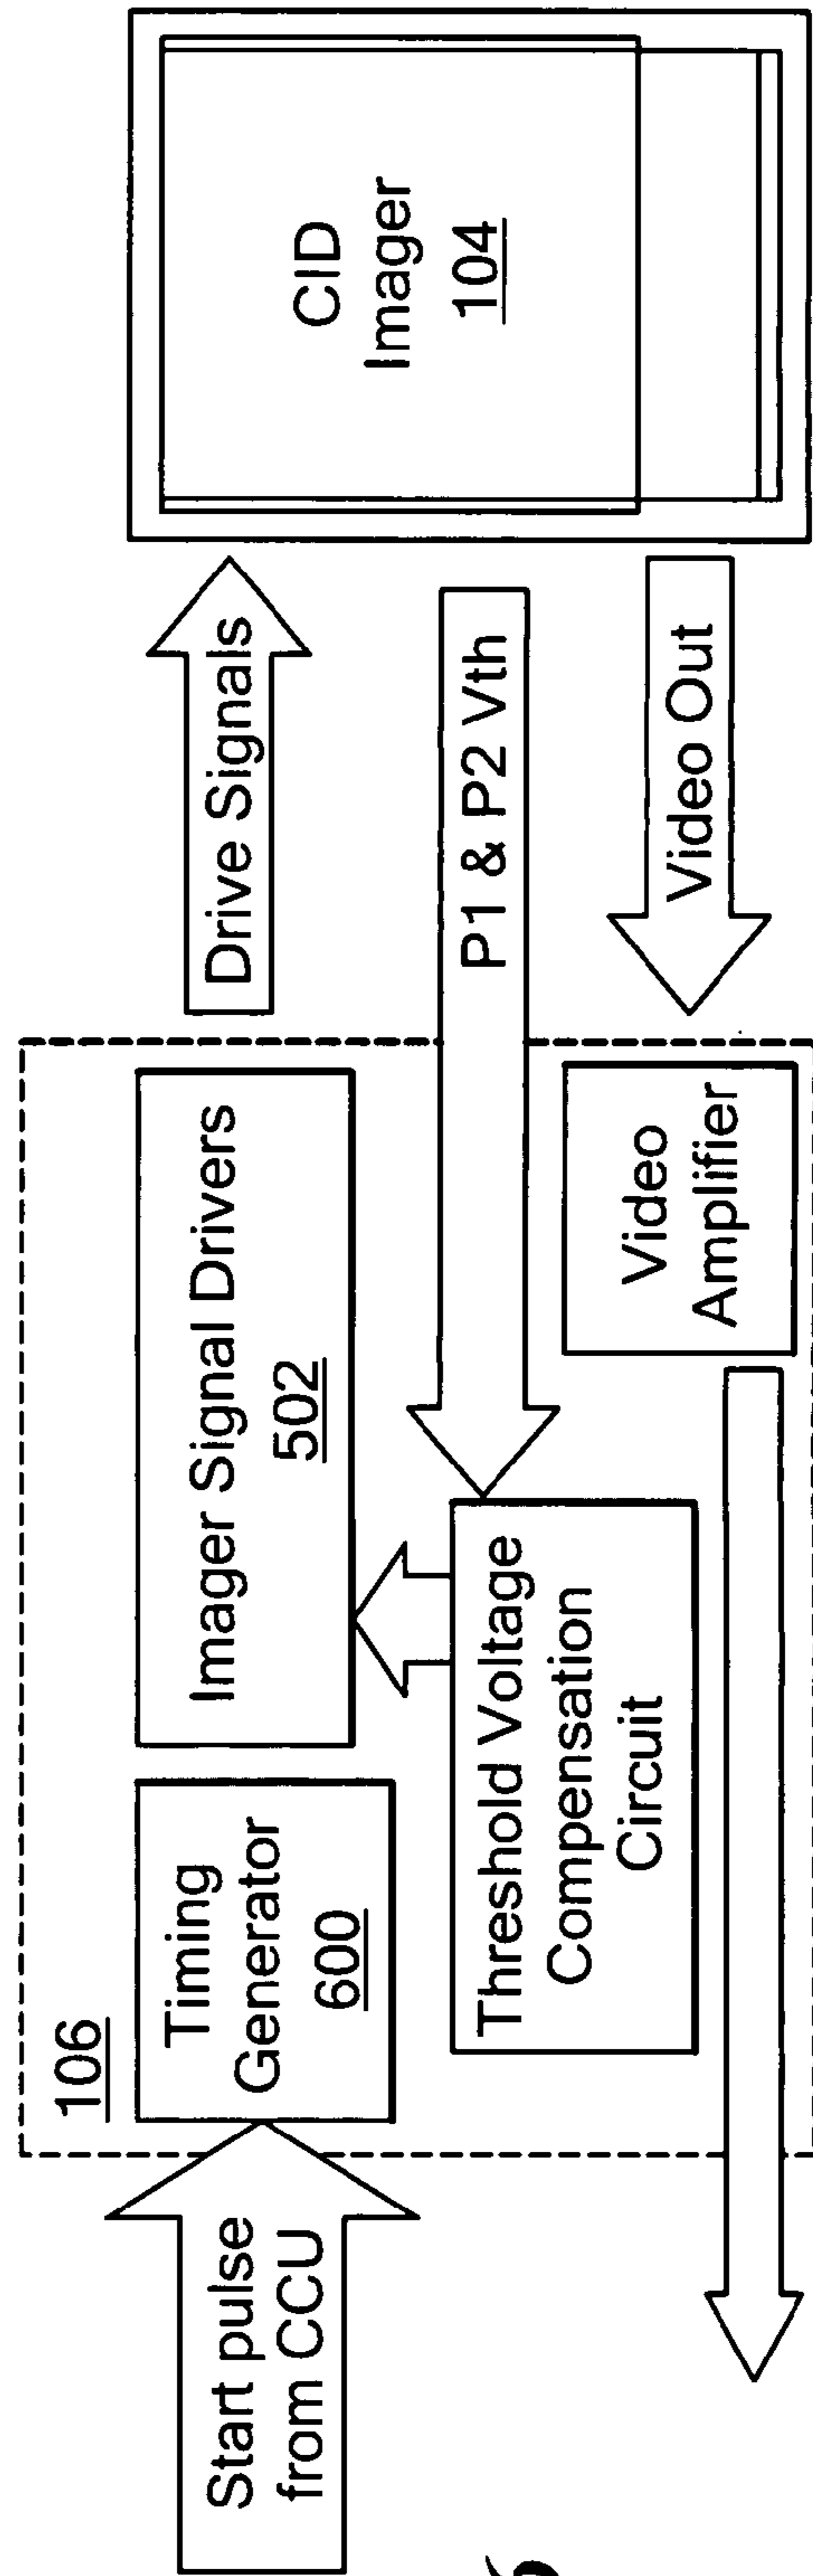 Start pulse
from CCU
106
Timing
Generator
600
Imager Signal Drivers
502
Threshold Voltage
Compensation
Circuit
Video
Amplifier
Drive Signals
P1 & P2 Vth
Video Out
CID
Imager
104